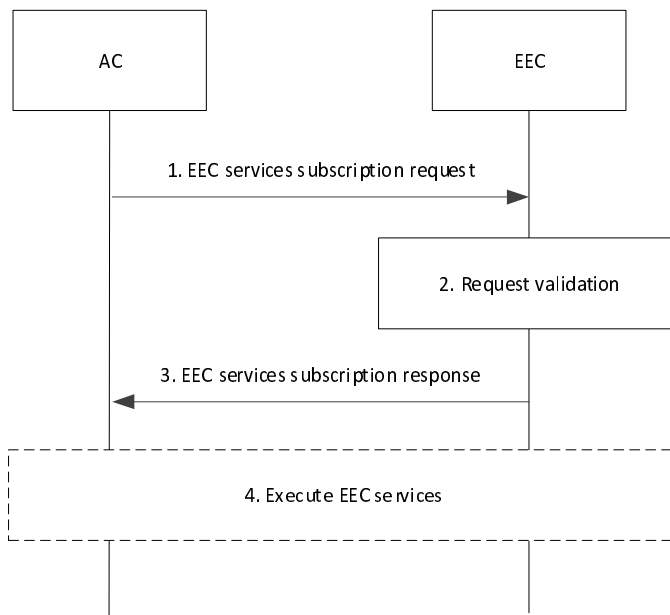 AC
EEC
1. EEC services subscription request
2. Request validation
3. EEC services subscription response
4. Execute EEC services